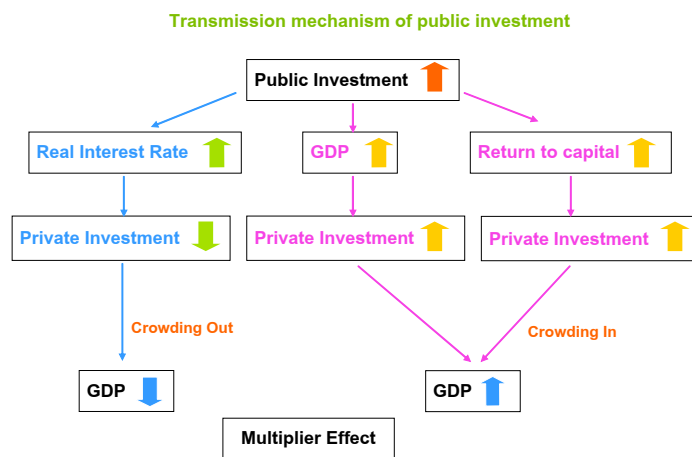 Transmission mechanism of public investment
Public Investment
Real Interest Rate
GDP
Return to capital
Private Investment
Private Investment
Private Investment
Crowding Out
Crowding In
GDP
GDP
Multiplier Effect